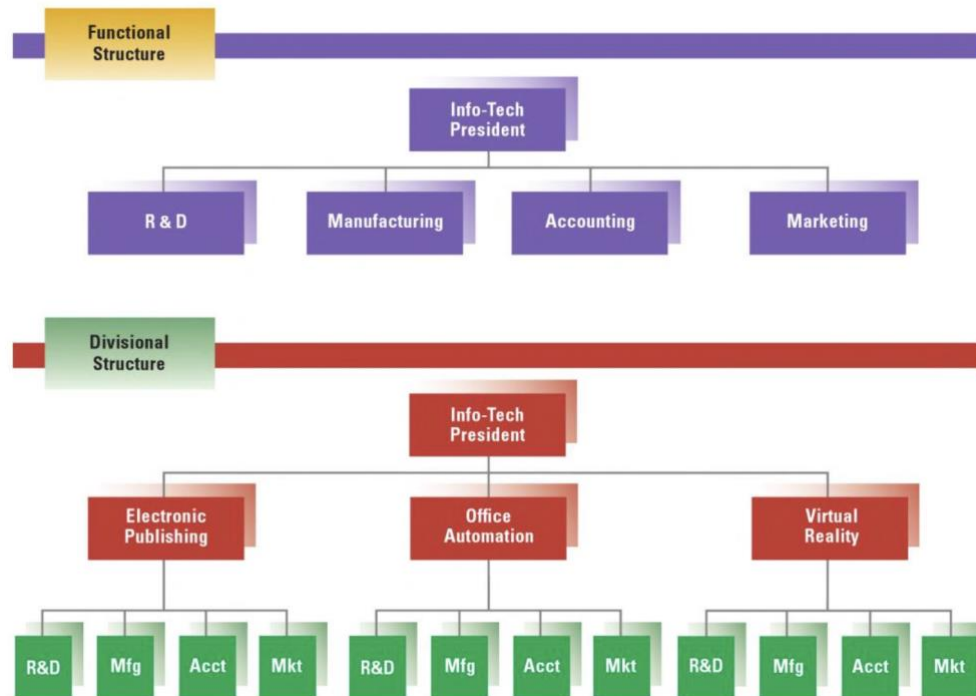 Functional
Structure
Info-Tech
President
R & D
Manufacturing
Accounting
Marketing
Divisional
Structure
Info-Tech
President
Electronic
Publishing
Office
Automation
Virtual
Reality
R&D
Mfg
Acct
Mkt
R&D
Mfg
Acct
Mkt
R&D
Mfg
Acct
Mkt